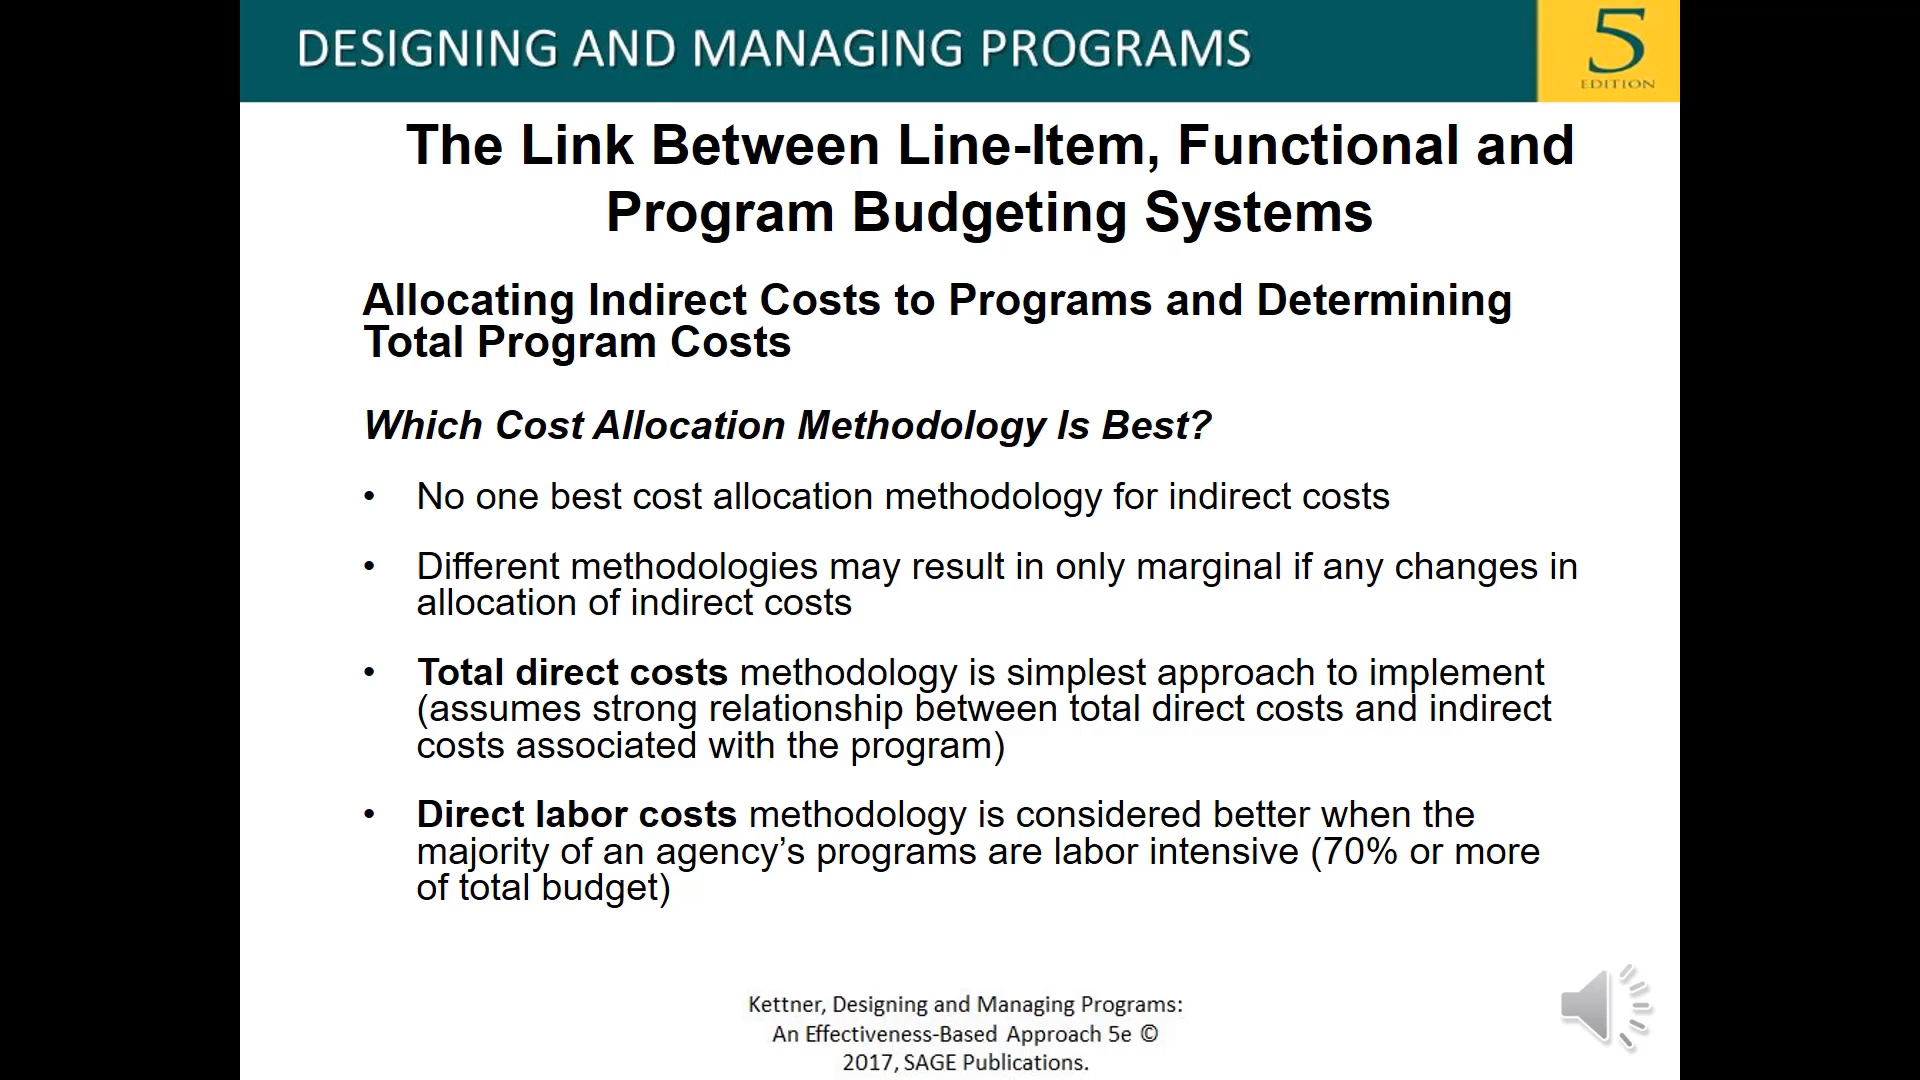 DESIGNING AND MANAGING PROGRAMS
5
EDITION
The Link Between Line-Item, Functional and
Program Budgeting Systems
Allocating Indirect Costs to Programs and Determining
Total Program Costs
Which Cost Allocation Methodology Is Best?
• No one best cost allocation methodology for indirect costs
• Different methodologies may result in only marginal if any changes in
allocation of indirect costs
• Total direct costs methodology is simplest approach to implement
(assumes strong relationship between total direct costs and indirect
costs associated with the program)
• Direct labor costs methodology is considered better when the
majority of an agency’s programs are labor intensive (70% or more
of total budget)
Kettner, Designing and Managing Programs:
An Effectiveness-Based Approach 5e ©
2017, SAGE Publications.